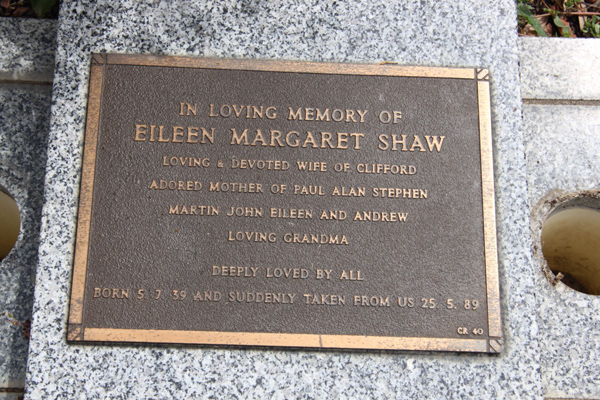 IN LOVING MEMORY OF
EILEEN MARGARET SHAW
LOVING & DEVOTED WIFE OF CLIFFORD
ADORED MOTHER OF PAUL ALAN STEPHEN
MARTIN JOHN EILEEN AND ANDREW
LOVING GRANDMA
DEEPLY LOVED BY ALL
BORN 5. 7. 39 AND SUDDENLY TAKEN FROM US 25. 5. 89
CR 40